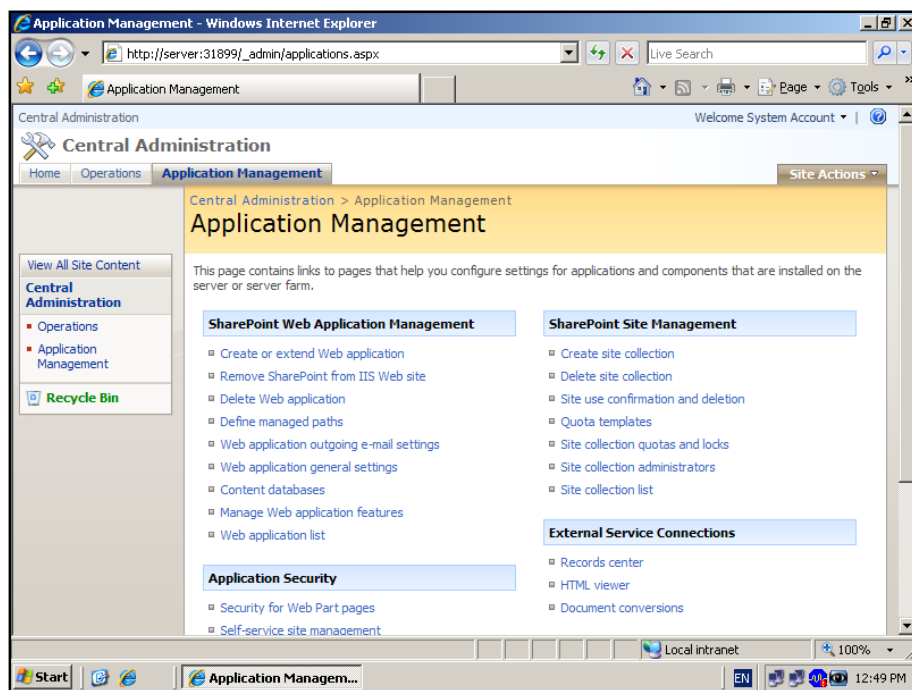 Application Management - Windows Internet Explorer
http://server:31899/_admin/applications.aspx
Live Search
Application Management
Page
Tools
Central Administration
Welcome System Account
Central Administration
Home
Operations
Application Management
Site Actions
Central Administration > Application Management
Application Management
View All Site Content
Central
Administration
Operations
Application
Management
Recycle Bin
This page contains links to pages that help you configure settings for applications and components that are installed on the
server or server farm.
SharePoint Web Application Management
Create or extend Web application
Remove SharePoint from IIS Web site
Delete Web application
Define managed paths
Web application outgoing e-mail settings
Web application general settings
Content databases
Manage Web application features
Web application list
Application Security
Security for Web Part pages
Self-service site management
SharePoint Site Management
Create site collection
Delete site collection
Site use confirmation and deletion
Quota templates
Site collection quotas and locks
Site collection administrators
Site collection list
External Service Connections
Records center
HTML viewer
Document conversions
Local intranet
100%
Start
Application Managem...
EN
12:49 PM